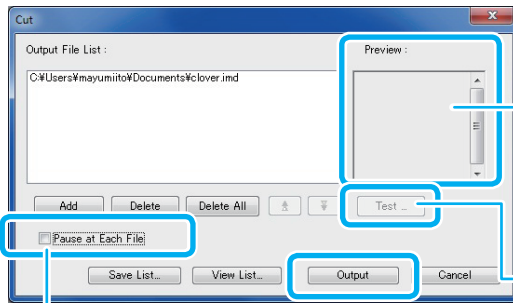 Cut
Output File List :
Preview :
C:¥Users¥mayumiito¥Documents¥clover.imd
Add
Delete
Delete All
Test ...
Pause at Each File
Save List...
View List...
Output
Cancel